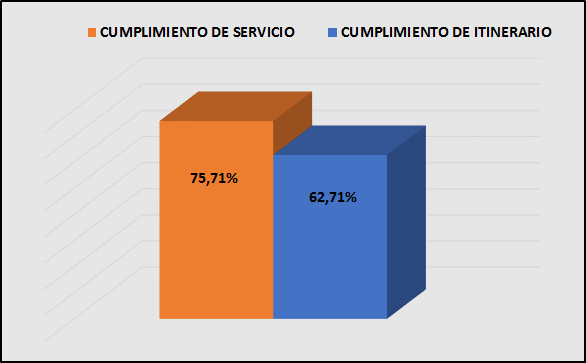 CUMPLIMIENTO DE SERVICIO CUMPLIMIENTO DE ITINERARIO
75,71%
62,71%